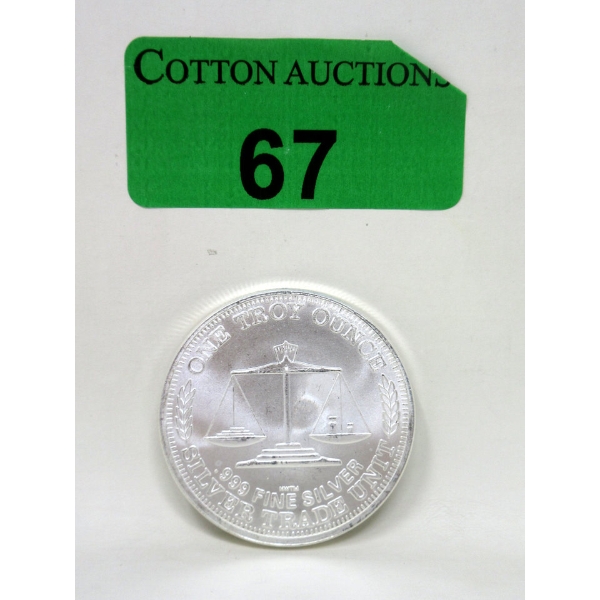 COTTON AUCTIONS
67
ONE TROY OUNCE
.999 FINE SILVER
SILVER TRADE UNIT